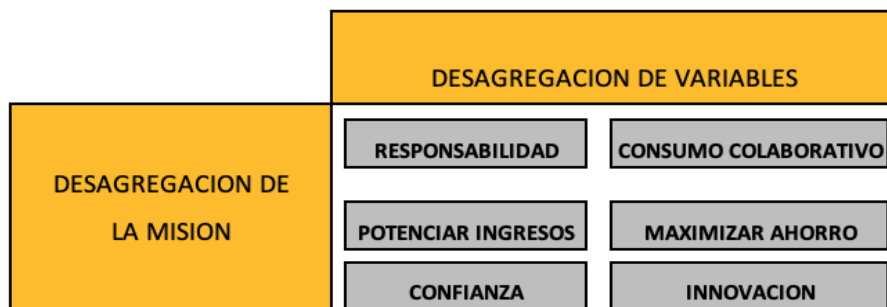 DESAGREGACION DE VARIABLES
DESAGREGACION DE
LA MISION
RESPONSABILIDAD
CONSUMO COLABORATIVO
POTENCIAR INGRESOS
MAXIMIZAR AHORRO
CONFIANZA
INNOVACION